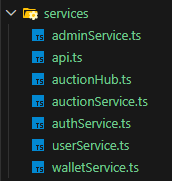 services
TS adminService.ts
TS api.ts
TS auctionHub.ts
TS auctionService.ts
TS authService.ts
TS userService.ts
TS walletService.ts